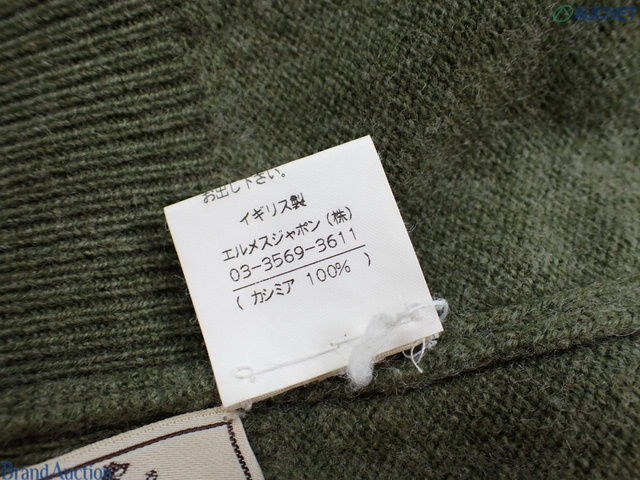 お出し下さい。
イギリス製
エルメスジャポン（株）
03-3569-3611
（ カシミア 100% ）
Brand Auction